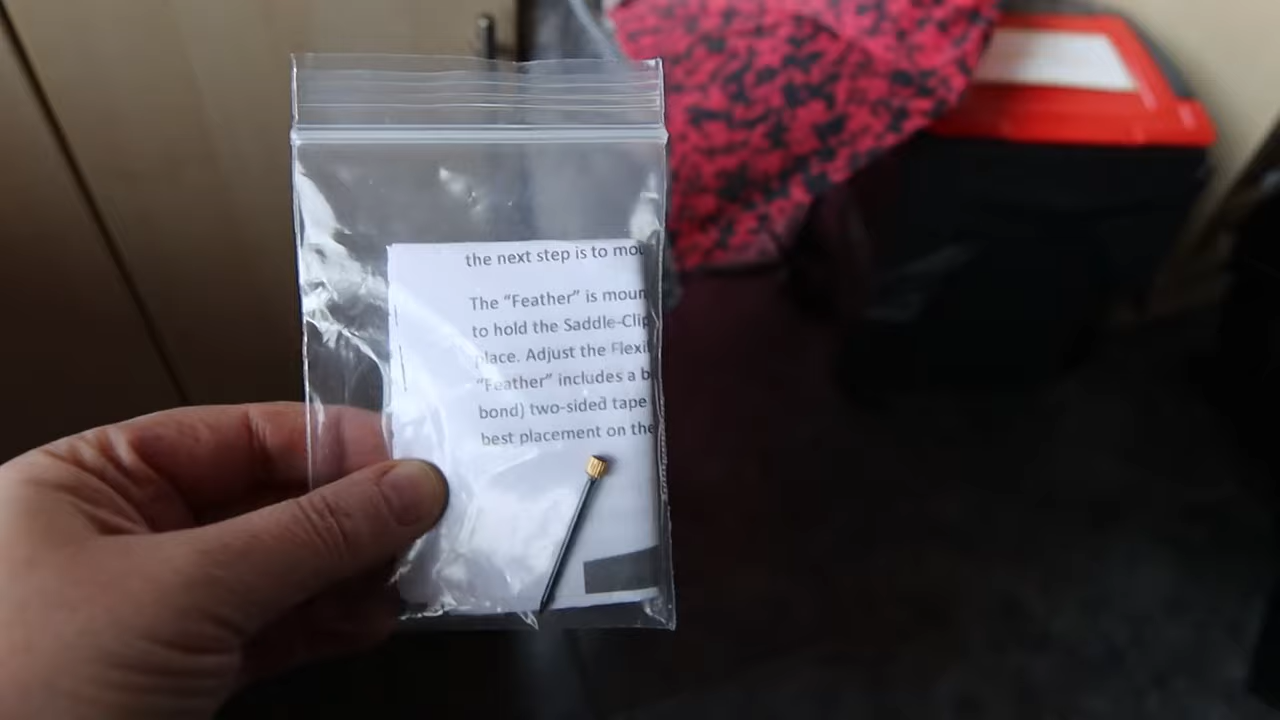 the next step is to mou
The “Feather” is moun
to hold the Saddle-Clip
place. Adjust the Flexi
“Feather” includes a b
bond) two-sided tape
best placement on the